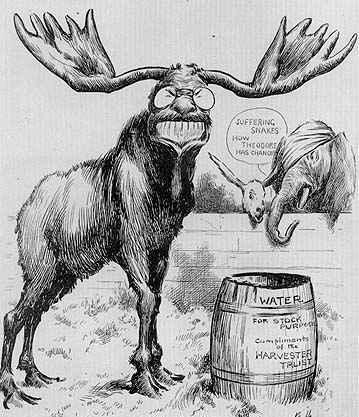 SUFFERING
SNAKES
HOW
THEODORE
HAS CHANGED
WATER
FOR STOCK
PURPOSES
Compliments
of the
HARVESTER
TRUST